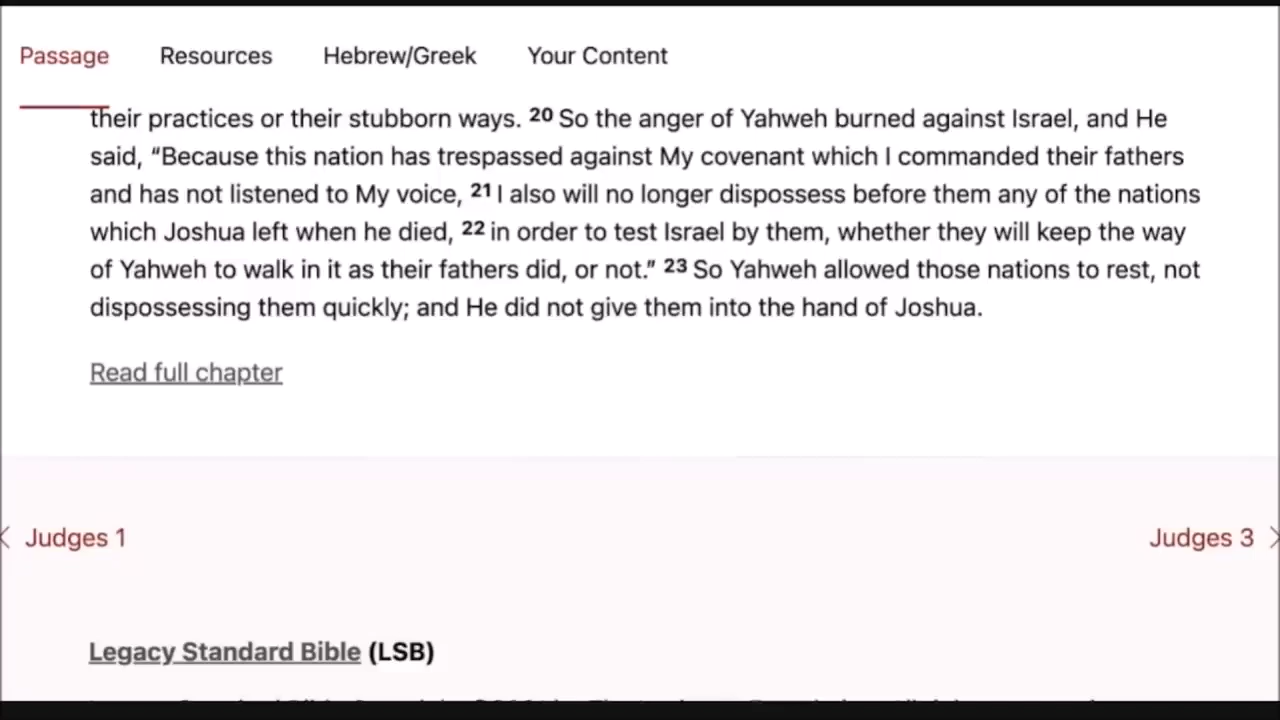 Passage Resources Hebrew/Greek Your Content
their practices or their stubborn ways. 20 So the anger of Yahweh burned against Israel, and He
said, “Because this nation has trespassed against My covenant which I commanded their fathers
and has not listened to My voice, 21 I also will no longer dispossess before them any of the nations
which Joshua left when he died, 22 in order to test Israel by them, whether they will keep the way
of Yahweh to walk in it as their fathers did, or not.” 23 So Yahweh allowed those nations to rest, not
dispossessing them quickly; and He did not give them into the hand of Joshua.
Read full chapter
Judges 1
Judges 3
Legacy Standard Bible (LSB)